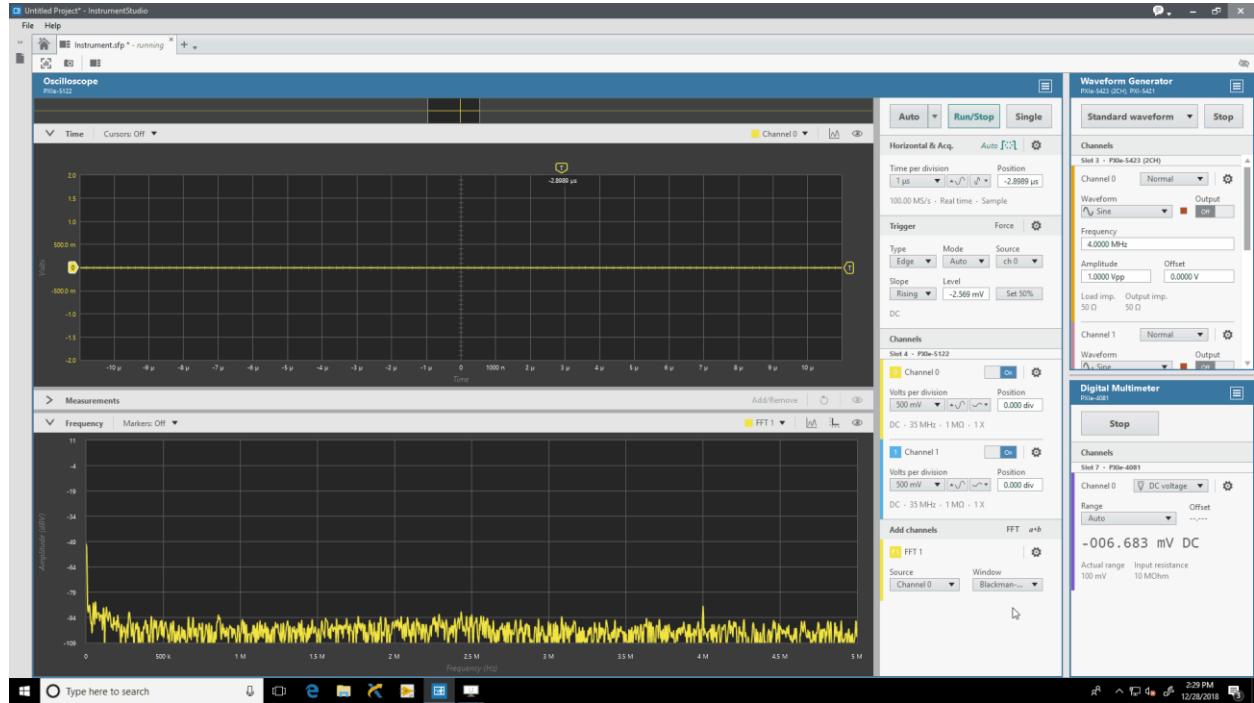 Untitled Project* - InstrumentStudio
File Help
Instrument.sfp * - running
Oscilloscope
PXIe-5122
Time Cursors: Off Channel 0
T
-2.8989 µs
2.0
1.5
1.0
500.0 m
0
-500.0 m
-1.0
-1.5
-2.0
Volts
T
-10 µ -9 µ -8 µ -7 µ -6 µ -5 µ -4 µ -3 µ -2 µ -1 µ 0 1000 n 2 µ 3 µ 4 µ 5 µ 6 µ 7 µ 8 µ 9 µ 10 µ
Time
Measurements Add/Remove
Frequency Markers: Off FFT 1
11
-4
-19
-34
-49
-64
-79
-94
-109
Amplitude (dBV)
0 500 k 1 M 1.5 M 2 M 2.5 M 3 M 3.5 M 4 M 4.5 M 5 M
Frequency (Hz)
Auto Run/Stop Single
Horizontal & Acq. Auto
Time per division Position
1 µs -2.8989 µs
100.00 MS/s - Real time - Sample
Trigger Force
Type Mode Source
Edge Auto ch 0
Slope Level
Rising -2.569 mV Set 50%
DC
Channels
Slot 4 - PXIe-5122
0 Channel 0 On
Volts per division Position
500 mV 0.000 div
DC - 35 MHz - 1 MΩ - 1 X
1 Channel 1 On
Volts per division Position
500 mV 0.000 div
DC - 35 MHz - 1 MΩ - 1 X
Add channels FFT a+b
F1 FFT 1
Source Window
Channel 0 Blackman-...
Waveform Generator
PXIe-5423 (2CH), PXI-5421
Standard waveform Stop
Channels
Slot 3 - PXIe-5423 (2CH)
Channel 0 Normal
Waveform Output
Sine Off
Frequency
4.0000 MHz
Amplitude Offset
1.0000 Vpp 0.0000 V
Load imp. Output imp.
50 Ω 50 Ω
Channel 1 Normal
Waveform Output
Sine Off
Digital Multimeter
PXIe-4081
Stop
Channels
Slot 7 - PXIe-4081
Channel 0 DC voltage
Range Offset
Auto --.---
-006.683 mV DC
Actual range Input resistance
100 mV 10 MOhm
Type here to search
2:29 PM
12/28/2018
3